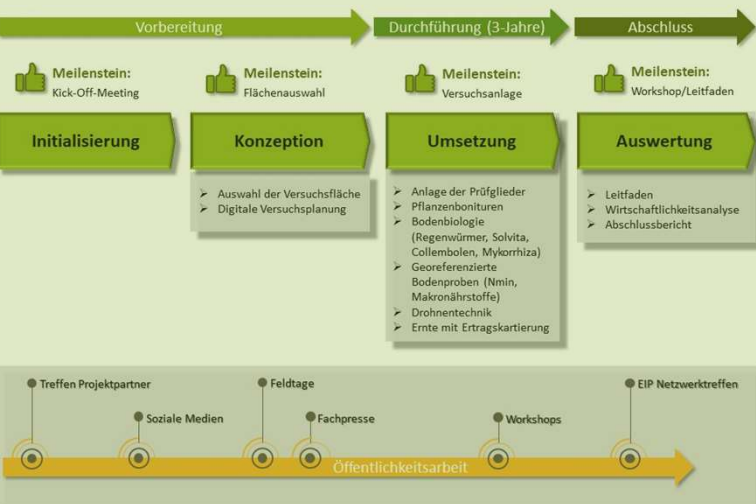 Vorbereitung
Durchführung (3-Jahre)
Abschluss
Meilenstein:
Kick-Off-Meeting
Meilenstein:
Flächenauswahl
Meilenstein:
Versuchsanlage
Meilenstein:
Workshop/Leitfaden
Initialisierung
Konzeption
Umsetzung
Auswertung
Auswahl der Versuchsfläche
Digitale Versuchsplanung
Anlage der Prüfglieder
Pflanzenbonituren
Bodenbiologie
(Regenwürmer, Solvita,
Collembolen, Mykorrhiza)
Georeferenzierte
Bodenproben (Nmin,
Makronährstoffe)
Drohnentechnik
Ernte mit Ertragskartierung
Leitfaden
Wirtschaftlichkeitsanalyse
Abschlussbericht
Treffen Projektpartner
Soziale Medien
Feldtage
Fachpresse
Workshops
EIP Netzwerktreffen
Öffentlichkeitsarbeit